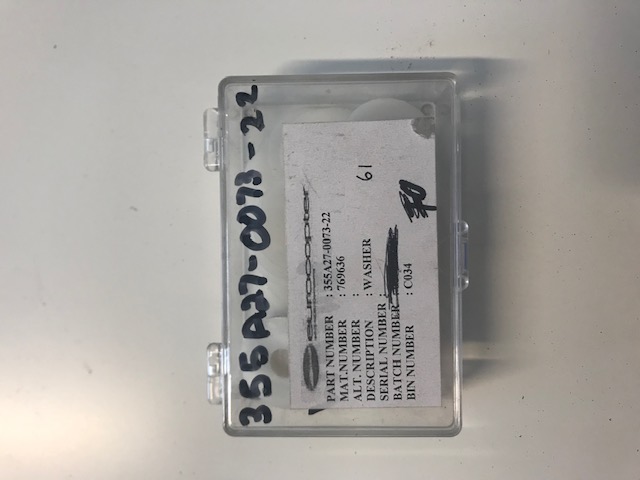 355A27-0073-22
eurocopter
PART NUMBER : 355A27-0073-22
MAT.NUMBER : 769636
ALT. NUMBER :
DESCRIPTION : WASHER
SERIAL NUMBER :
BATCH NUMBER
BIN NUMBER : C034
61